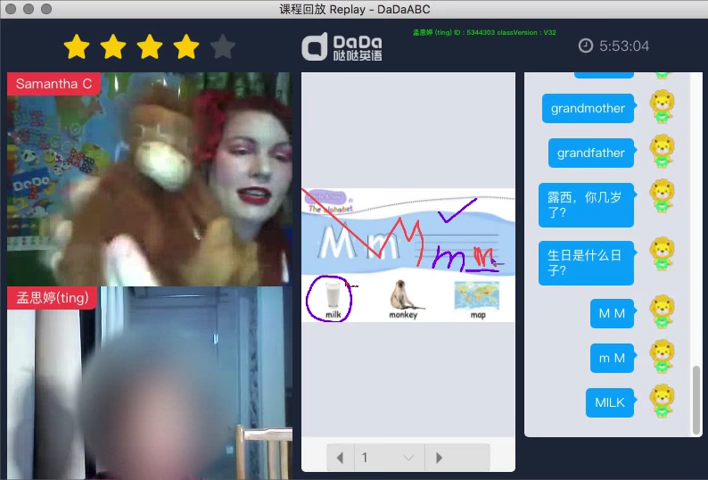 课程回放 Replay - DaDaABC
孟思婷 (ting) ID：5344303 classVersion：V32
DaDa
哒哒英语
5:53:04
Samantha C
The alphabet
M m
M
m m
milk
monkey
map
孟思婷(ting)
1
grandmother
grandfather
露西，你几岁了？
生日是什么日子？
M M
m M
MILK